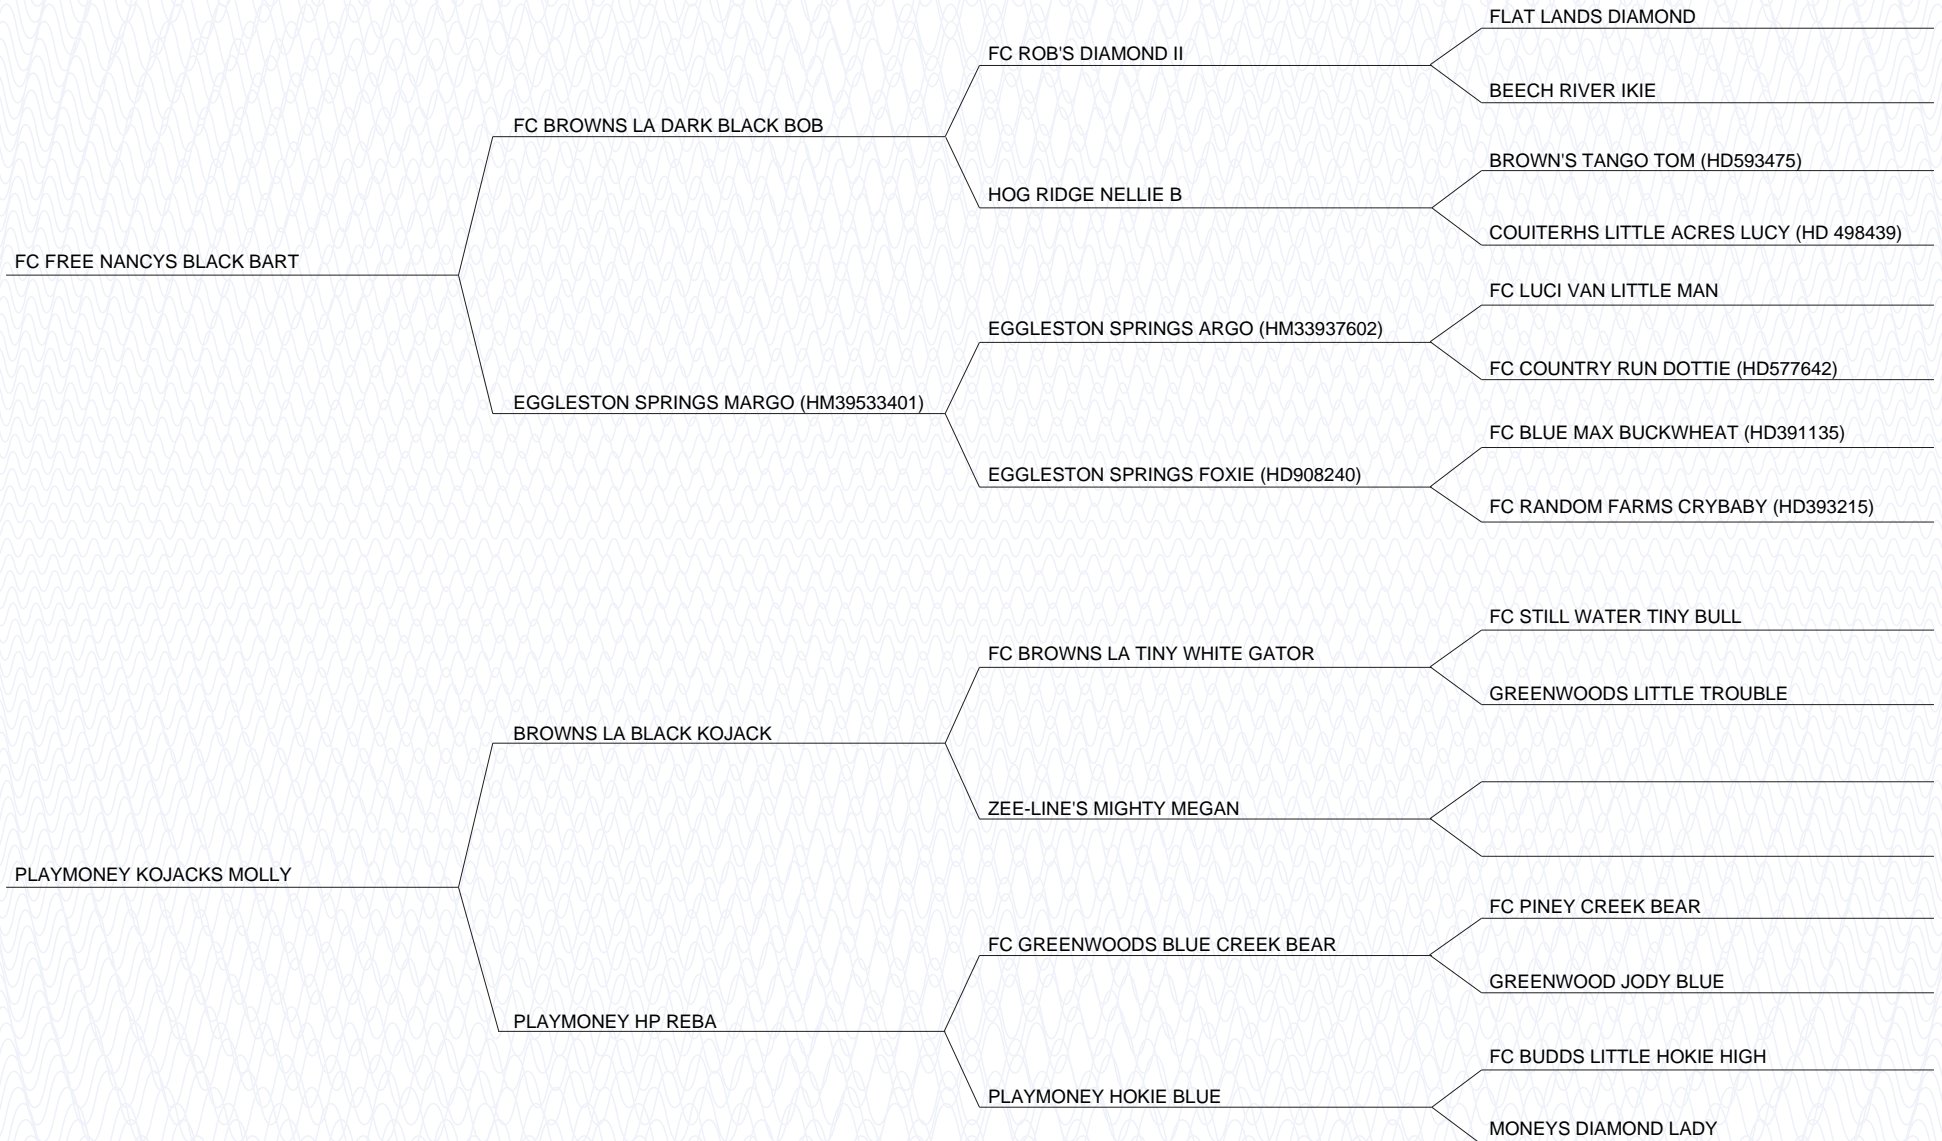 FLAT LANDS DIAMOND
FC ROB'S DIAMOND II
BEECH RIVER IKIE
FC BROWNS LA DARK BLACK BOB
BROWN'S TANGO TOM (HD593475)
HOG RIDGE NELLIE B
COUITERHS LITTLE ACRES LUCY (HD 498439)
FC FREE NANCYS BLACK BART
FC LUCI VAN LITTLE MAN
EGGLESTON SPRINGS ARGO (HM33937602)
FC COUNTRY RUN DOTTIE (HD577642)
EGGLESTON SPRINGS MARGO (HM39533401)
FC BLUE MAX BUCKWHEAT (HD391135)
EGGLESTON SPRINGS FOXIE (HD908240)
FC RANDOM FARMS CRYBABY (HD393215)
FC STILL WATER TINY BULL
FC BROWNS LA TINY WHITE GATOR
GREENWOODS LITTLE TROUBLE
BROWNS LA BLACK KOJACK
ZEE-LINE'S MIGHTY MEGAN
PLAYMONEY KOJACKS MOLLY
FC PINEY CREEK BEAR
FC GREENWOODS BLUE CREEK BEAR
GREENWOOD JODY BLUE
PLAYMONEY HP REBA
FC BUDDS LITTLE HOKIE HIGH
PLAYMONEY HOKIE BLUE
MONEYS DIAMOND LADY